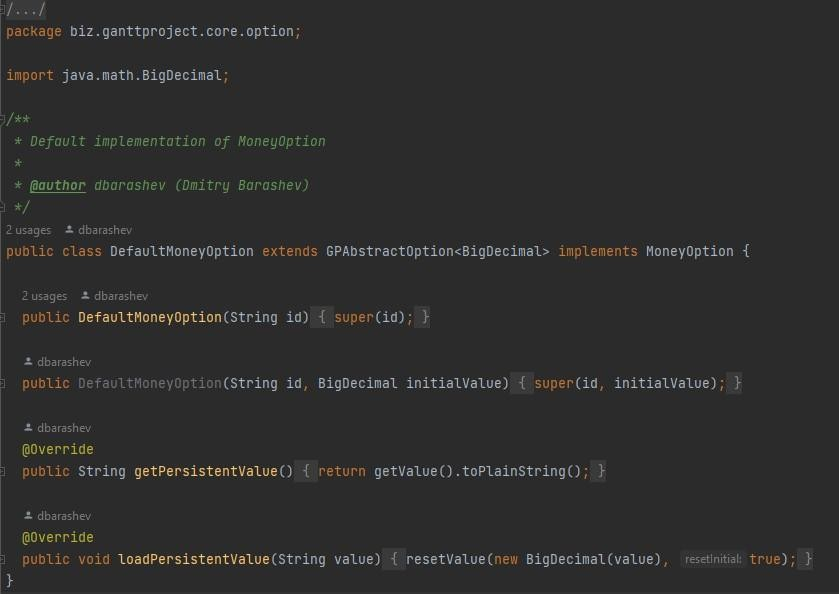 /.../
package biz.ganttproject.core.option;
import java.math.BigDecimal;
/**
* Default implementation of MoneyOption
*
* @author dbarashev (Dmitry Barashev)
*/
2 usages dbarashev
public class DefaultMoneyOption extends GPAbstractOption<BigDecimal> implements MoneyOption {
2 usages dbarashev
public DefaultMoneyOption(String id) { super(id); }
dbarashev
public DefaultMoneyOption(String id, BigDecimal initialValue) { super(id, initialValue); }
dbarashev
@Override
public String getPersistentValue() { return getValue().toPlainString(); }
dbarashev
@Override
public void loadPersistentValue(String value) { resetValue(new BigDecimal(value), resetInitial: true); }
}